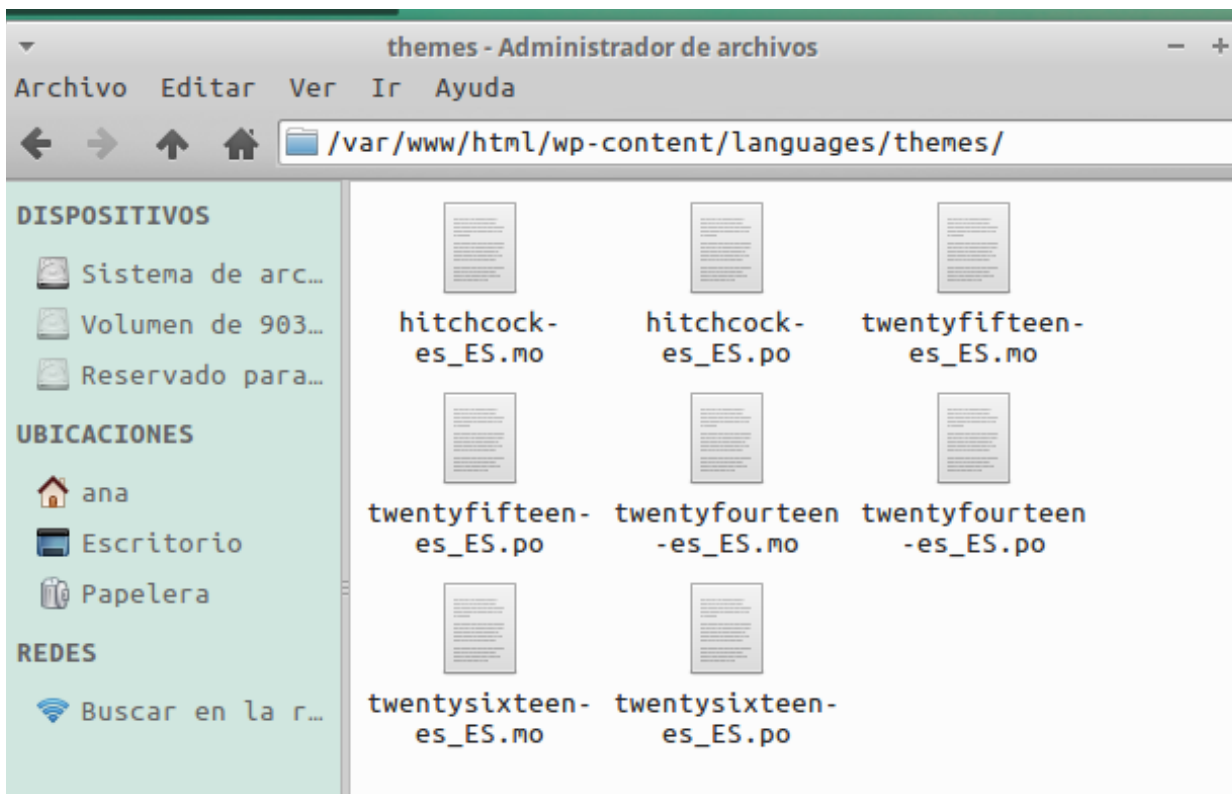 themes - Administrador de archivos
Archivo Editar Ver Ir Ayuda
/var/www/html/wp-content/languages/themes/
DISPOSITIVOS
Sistema de arc…
Volumen de 903…
Reservado para…
UBICACIONES
ana
Escritorio
Papelera
REDES
Buscar en la r…
hitchcock-
es_ES.mo
hitchcock-
es_ES.po
twentyfifteen-
es_ES.mo
twentyfifteen-
es_ES.po
twentyfourteen
-es_ES.mo
twentyfourteen
-es_ES.po
twentysixteen-
es_ES.mo
twentysixteen-
es_ES.po